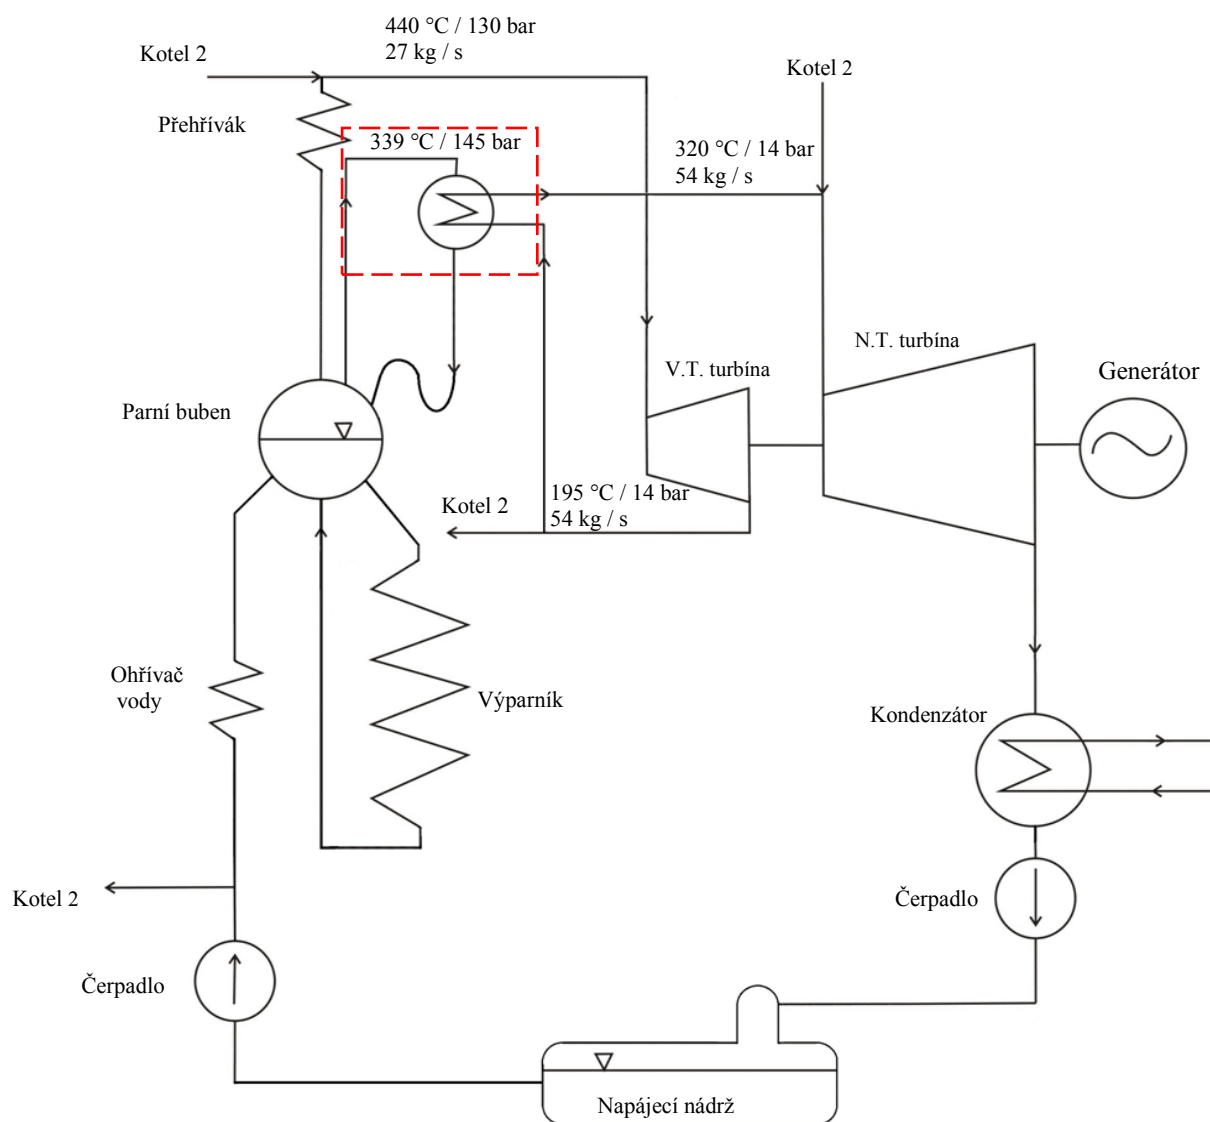 440 °C / 130 bar
27 kg / s
Kotel 2
Kotel 2
Přehřívák
339 °C / 145 bar
320 °C / 14 bar
54 kg / s
N.T. turbína
V.T. turbína
Generátor
Parní buben
195 °C / 14 bar
54 kg / s
Kotel 2
Ohřívač
vody
Výparník
Kondenzátor
Kotel 2
Čerpadlo
Čerpadlo
Napájecí nádrž